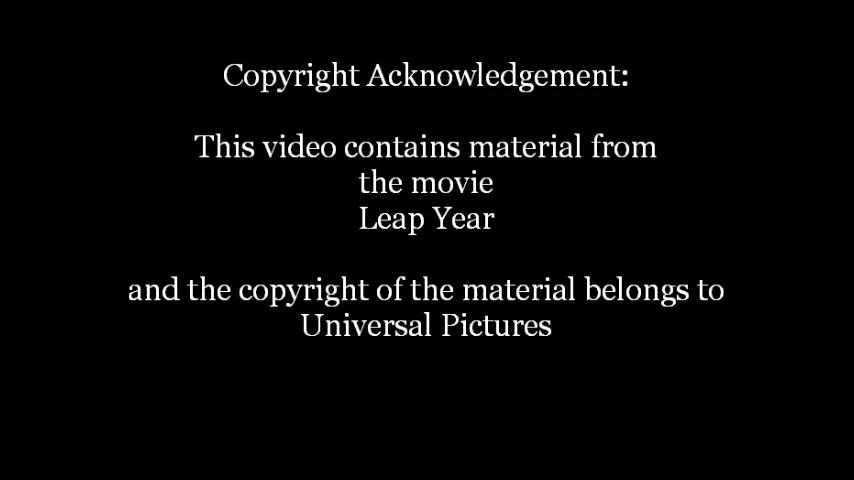 Copyright Acknowledgement:
This video contains material from
the movie
Leap Year
and the copyright of the material belongs to
Universal Pictures